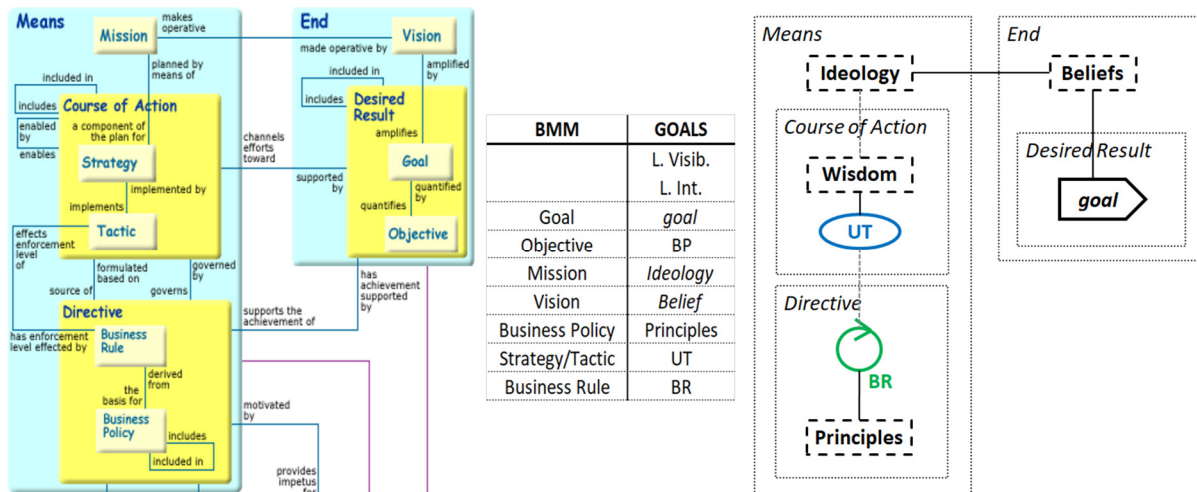 Means
Mission
makes
operative
made operative by
End
Vision
planned by
means of
amplified
by
included in
includes
Course of Action
enabled
by
enables
a component of
the plan for
Strategy
implemented by
implements
Tactic
channels
efforts
toward
supported
by
included in
includes
Desired
Result
amplifies
Goal
quantified
by
quantifies
Objective
effects
enforcement
level
of
formulated
based on
source of
governed
by
governs
has
achievement
supported
by
Directive
supports the
achievement of
has enforcement
level effected by
Business
Rule
derived
from
the
basis for
Business
Policy
includes
included in
motivated
by
provides
impetus
for
BMM GOALS
L. Visib.
L. Int.
Goal goal
Objective BP
Mission Ideology
Vision Belief
Business Policy Principles
Strategy/Tactic UT
Business Rule BR
Means
Ideology
Course of Action
Wisdom
UT
Directive
BR
Principles
End
Beliefs
Desired Result
goal